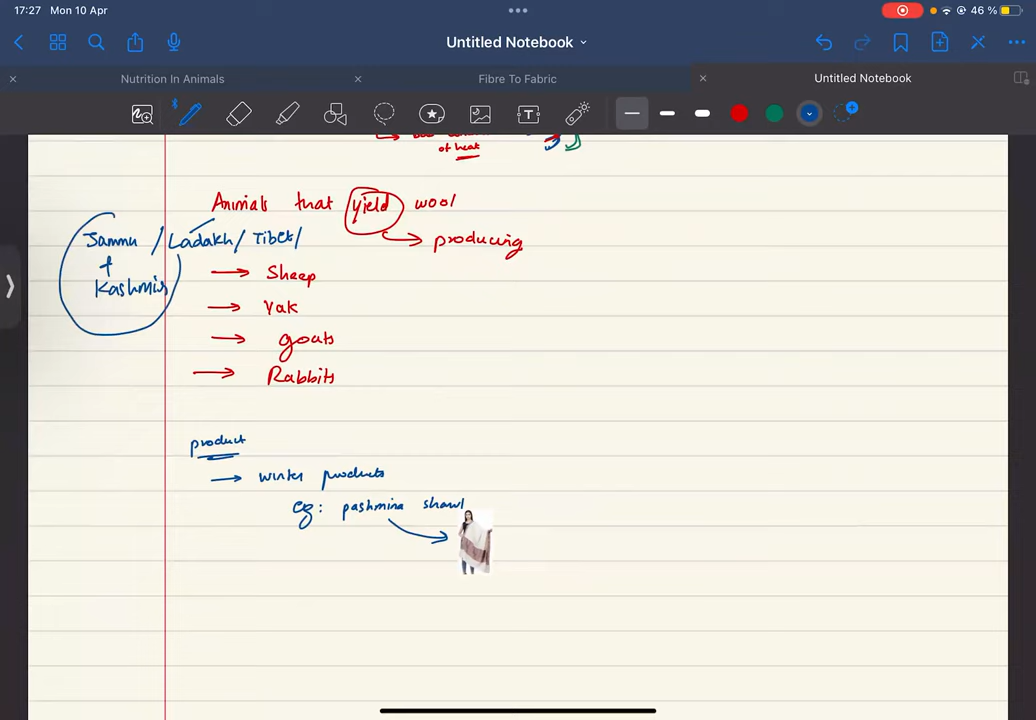 17:27 Mon 10 Apr
46 %
Untitled Notebook
Nutrition In Animals
Fibre To Fabric
Untitled Notebook
of heat
Animals that yield wool
producing
Jammu / Ladakh / Tibet/
+
Kashmir
→ Sheep
→ Yak
→ goats
→ Rabbits
product
→ winter products
eg: pashmina shawl